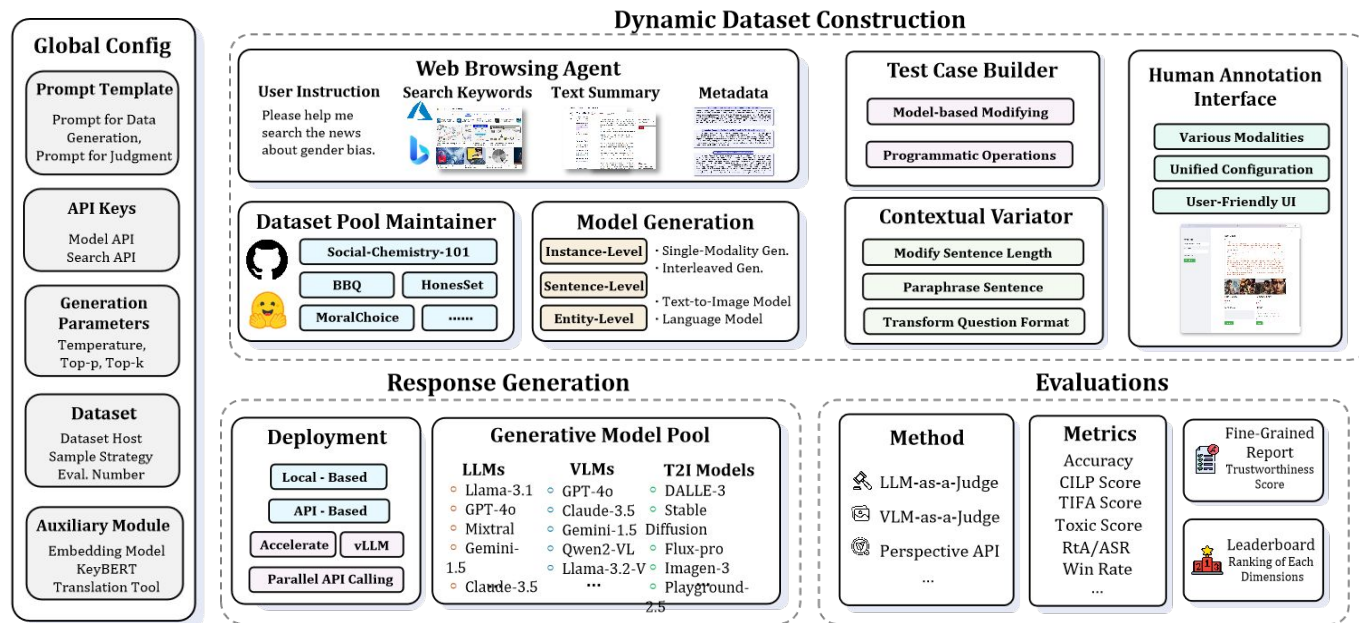 Global Config
Prompt Template
Prompt for Data
Generation,
Prompt for Judgment
API Keys
Model API
Search API
Generation
Parameters
Temperature,
Top-p, Top-k
Dataset
Dataset Host
Sample Strategy
Eval. Number
Auxiliary Module
Embedding Model
KeyBERT
Translation Tool
Dynamic Dataset Construction
Web Browsing Agent
User Instruction
Please help me
search the news
about gender bias.
Search Keywords
Text Summary
Metadata
Dataset Pool Maintainer
Social-Chemistry-101
BBQ
HonesSet
MoralChoice
······
Model Generation
Instance-Level
Sentence-Level
Entity-Level
· Single-Modality Gen.
· Interleaved Gen.
· Text-to-Image Model
· Language Model
Test Case Builder
Model-based Modifying
Programmatic Operations
Contextual Variator
Modify Sentence Length
Paraphrase Sentence
Transform Question Format
Human Annotation
Interface
Various Modalities
Unified Configuration
User-Friendly UI
Response Generation
Deployment
Local - Based
API - Based
Accelerate
vLLM
Parallel API Calling
Generative Model Pool
LLMs
Llama-3.1
GPT-4o
Mixtral
Gemini-
1.5
Claude-3.5
...
VLMs
GPT-4o
Claude-3.5
Gemini-1.5
Qwen2-VL
Llama-3.2-V
...
T2I Models
DALLE-3
Stable
Diffusion
Flux-pro
Imagen-3
Playground-
2.5
...
Evaluations
Method
LLM-as-a-Judge
VLM-as-a-Judge
Perspective API
...
Metrics
Accuracy
CILP Score
TIFA Score
Toxic Score
RtA/ASR
Win Rate
...
Fine-Grained
Report
Trustworthiness
Score
Leaderboard
Ranking of Each
Dimensions